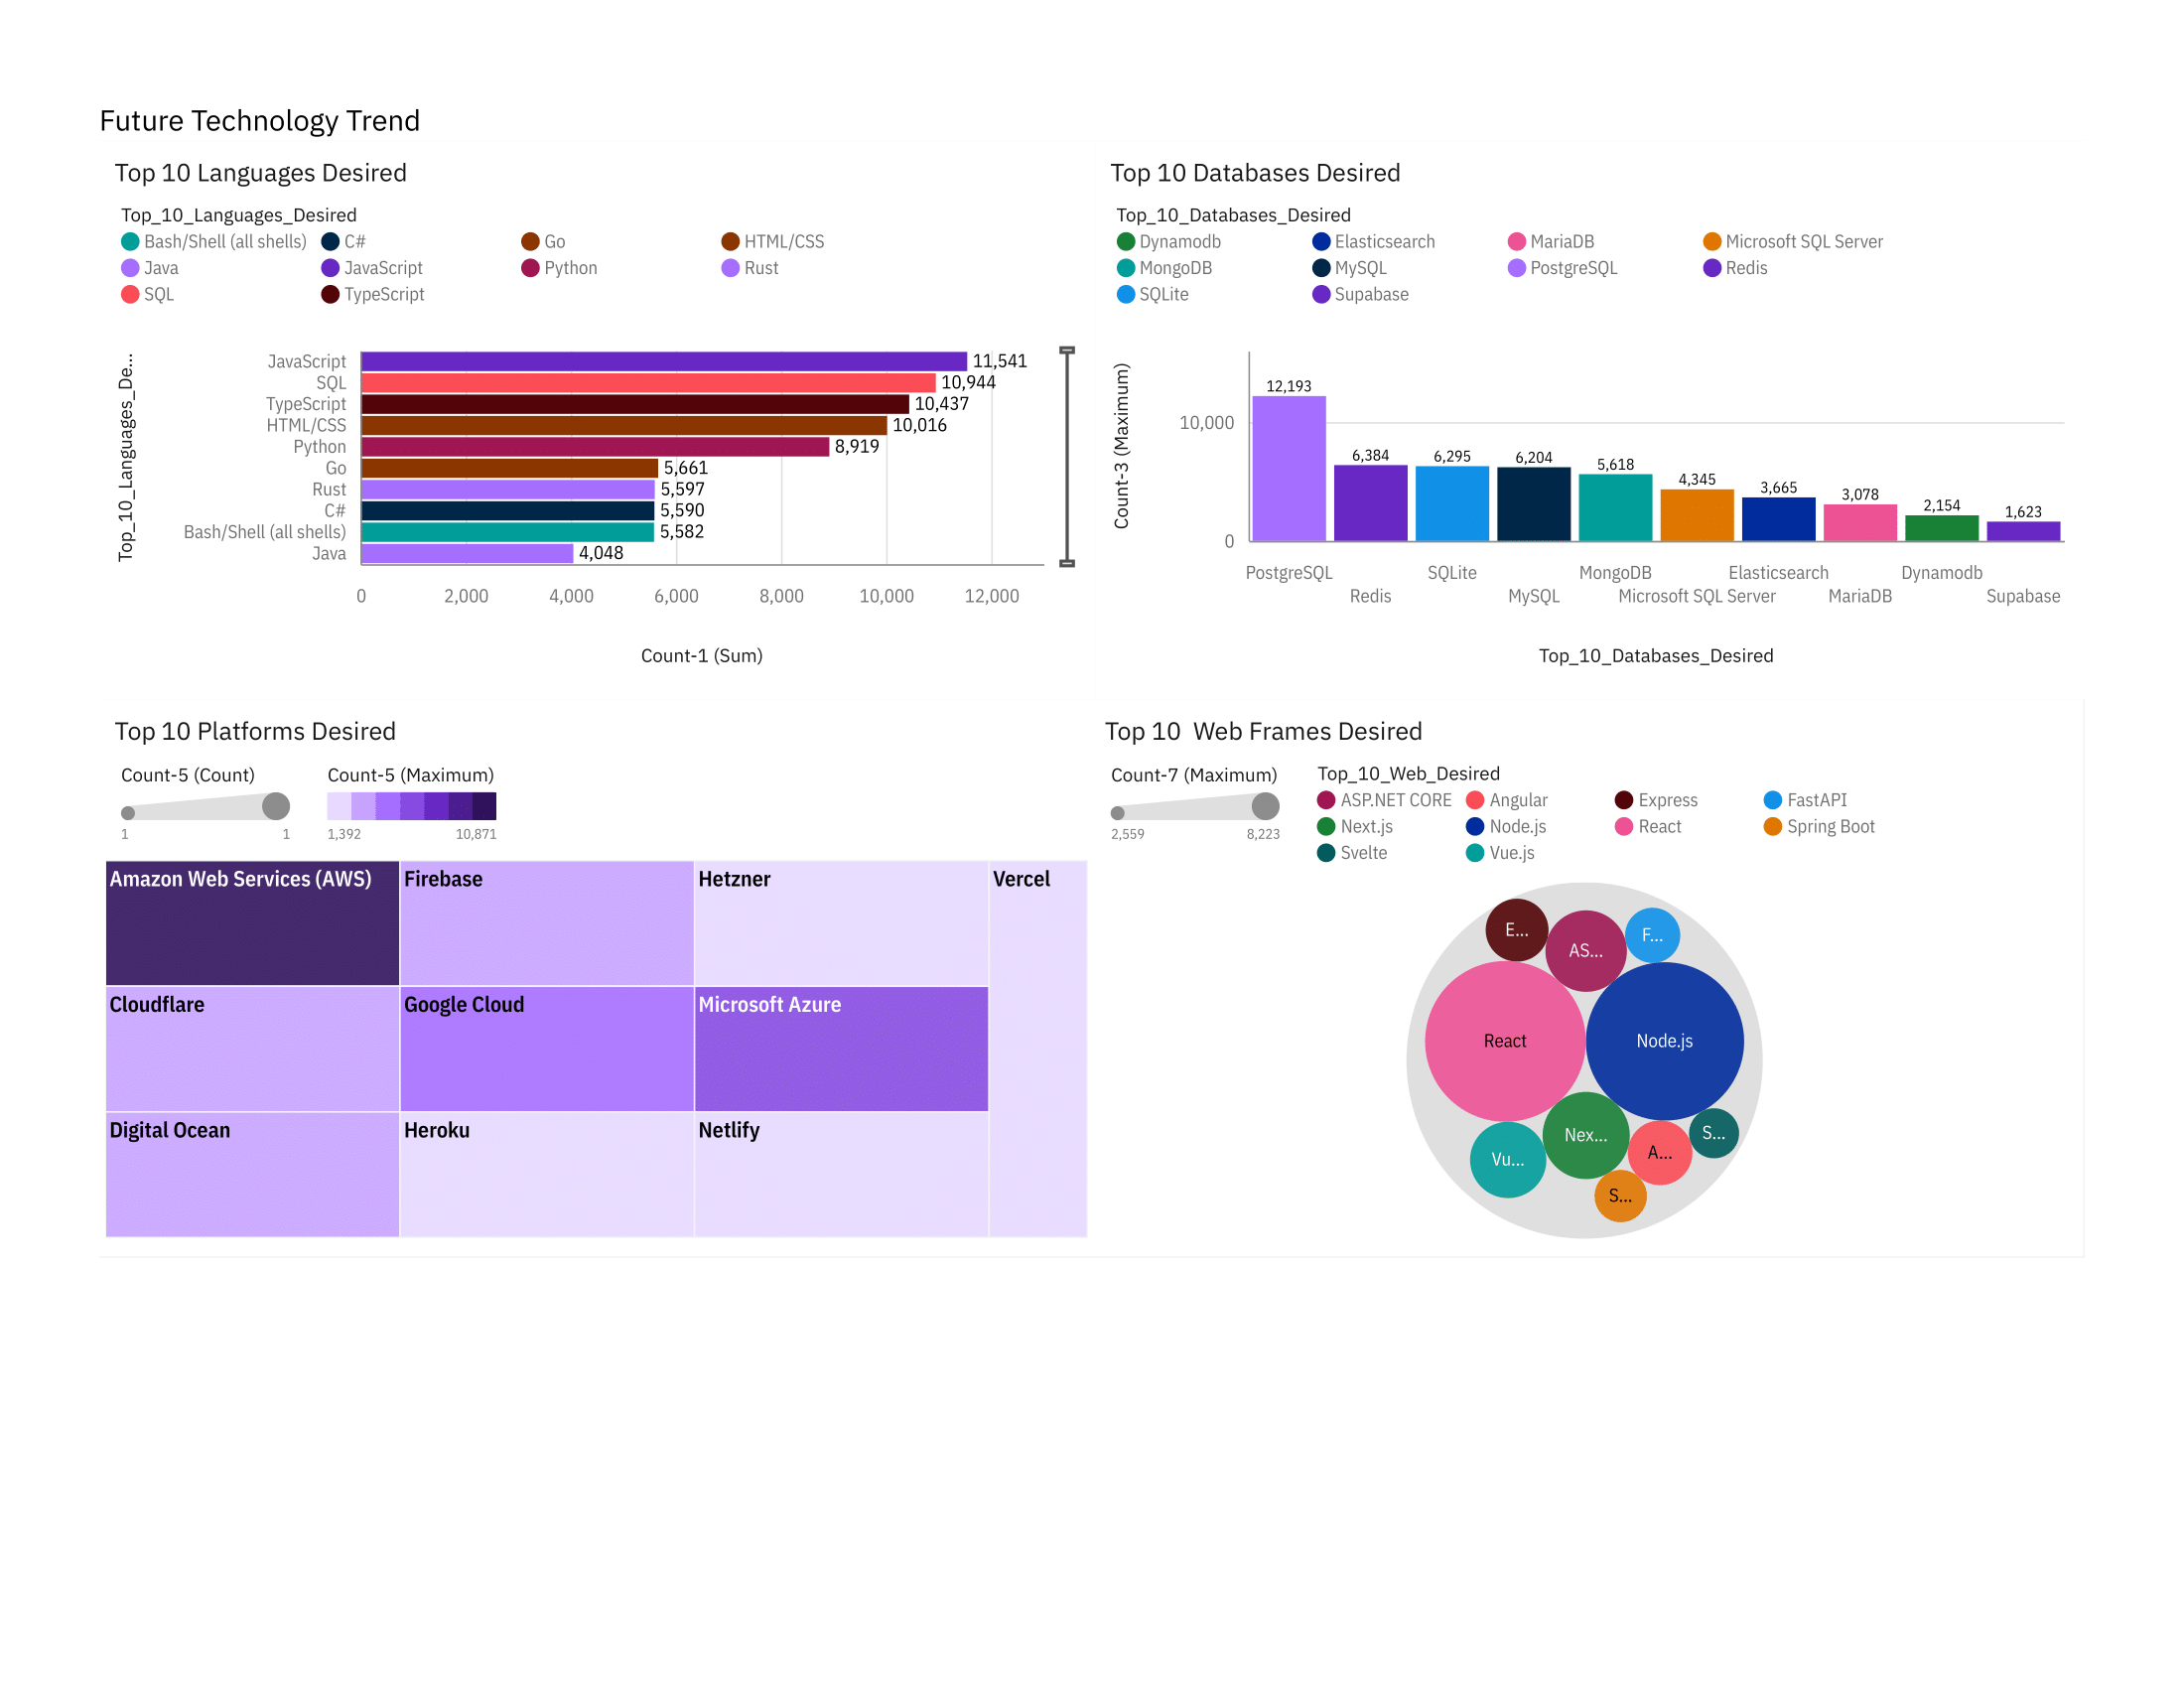 Future Technology Trend
Top 10 Languages Desired
Top_10_Languages_Desired
Bash/Shell (all shells) C# Go HTML/CSS
Java JavaScript Python Rust
SQL TypeScript
Top_10_Languages_De...
JavaScript 11,541
SQL 10,944
TypeScript 10,437
HTML/CSS 10,016
Python 8,919
Go 5,661
Rust 5,597
C# 5,590
Bash/Shell (all shells) 5,582
Java 4,048
0 2,000 4,000 6,000 8,000 10,000 12,000
Count-1 (Sum)
Top 10 Databases Desired
Top_10_Databases_Desired
Dynamodb Elasticsearch MariaDB Microsoft SQL Server
MongoDB MySQL PostgreSQL Redis
SQLite Supabase
Count-3 (Maximum)
10,000
0
12,193 6,384 6,295 6,204 5,618 4,345 3,665 3,078 2,154 1,623
PostgreSQL SQLite MongoDB Elasticsearch Dynamodb
Redis MySQL Microsoft SQL Server MariaDB Supabase
Top_10_Databases_Desired
Top 10 Platforms Desired
Count-5 (Count) Count-5 (Maximum)
1 1 1,392 10,871
Amazon Web Services (AWS) Firebase Hetzner Vercel
Cloudflare Google Cloud Microsoft Azure
Digital Ocean Heroku Netlify
Top 10  Web Frames Desired
Count-7 (Maximum) Top_10_Web_Desired
2,559 8,223
ASP.NET CORE Angular Express FastAPI
Next.js Node.js React Spring Boot
Svelte Vue.js
E... AS... F...
React Node.js
Vu... Nex... A... S...
S...